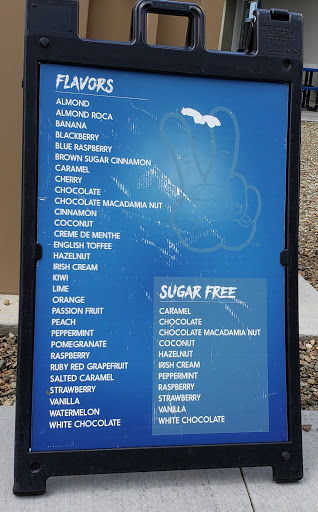 FLAVORS
ALMOND
ALMOND ROCA
BANANA
BLACKBERRY
BLUE RASPBERRY
BROWN SUGAR CINNAMON
CARAMEL
CHERRY
CHOCOLATE
CHOCOLATE MACADAMIA NUT
CINNAMON
COCONUT
CREME DE MENTHE
ENGLISH TOFFEE
HAZELNUT
IRISH CREAM
KIWI
LIME
ORANGE
PASSION FRUIT
PEACH
PEPPERMINT
POMEGRANATE
RASPBERRY
RUBY RED GRAPEFRUIT
SALTED CARAMEL
STRAWBERRY
VANILLA
WATERMELON
WHITE CHOCOLATE
SUGAR FREE
CARAMEL
CHOCOLATE
CHOCOLATE MACADAMIA NUT
COCONUT
HAZELNUT
IRISH CREAM
PEPPERMINT
RASPBERRY
STRAWBERRY
VANILLA
WHITE CHOCOLATE